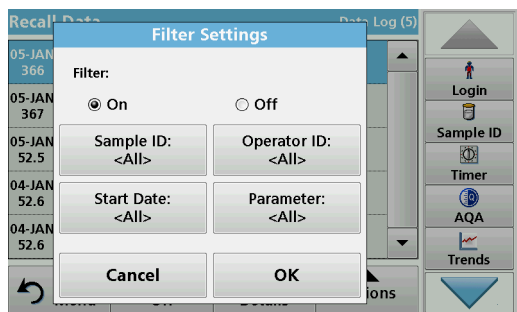 Recall Data
Data Log (5)
Filter Settings
Filter:
On
Off
Sample ID:
<All>
Operator ID:
<All>
Start Date:
<All>
Parameter:
<All>
Cancel
OK
05-JAN
366
05-JAN
367
05-JAN
52.5
04-JAN
52.6
04-JAN
52.6
Login
Sample ID
Timer
AQA
Trends